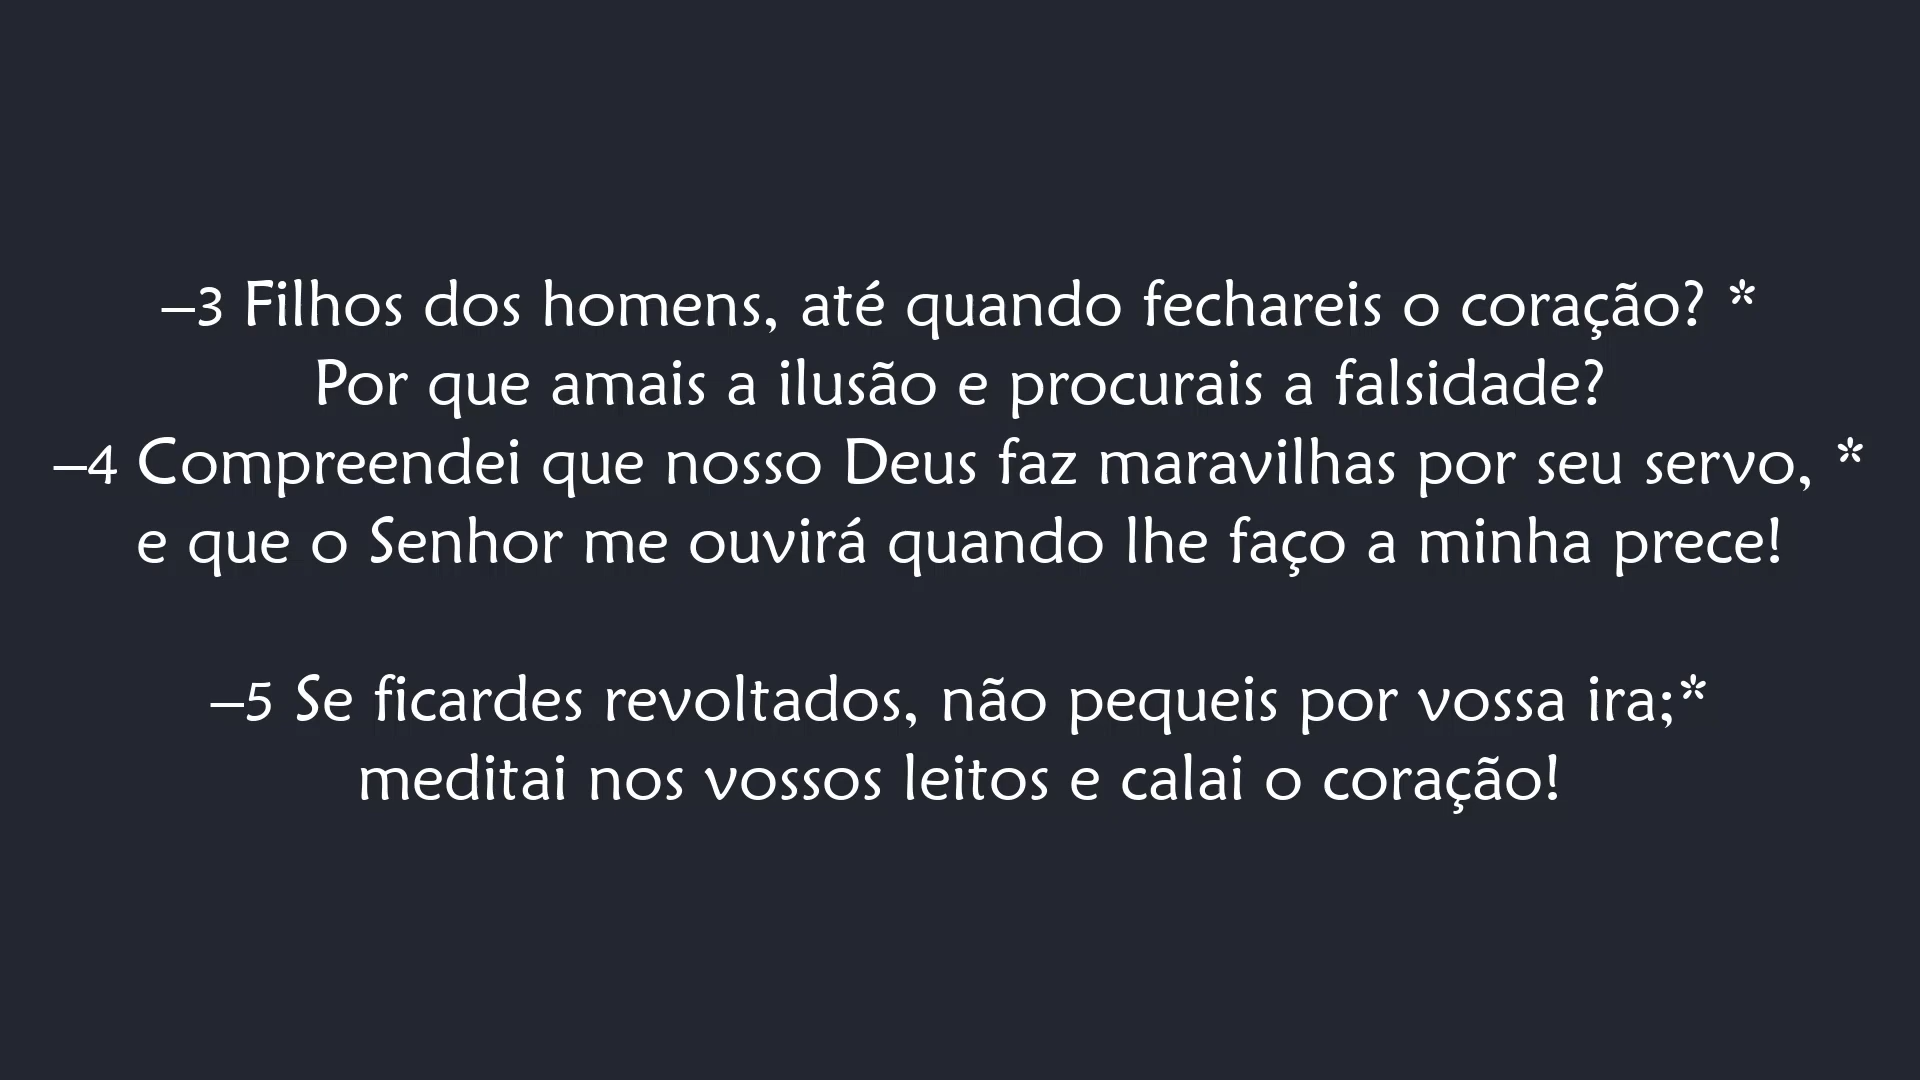 –3 Filhos dos homens, até quando fechareis o coração? *
Por que amais a ilusão e procurais a falsidade?
–4 Compreendei que nosso Deus faz maravilhas por seu servo, *
e que o Senhor me ouvirá quando lhe faço a minha prece!
–5 Se ficardes revoltados, não pequeis por vossa ira;*
meditai nos vossos leitos e calai o coração!